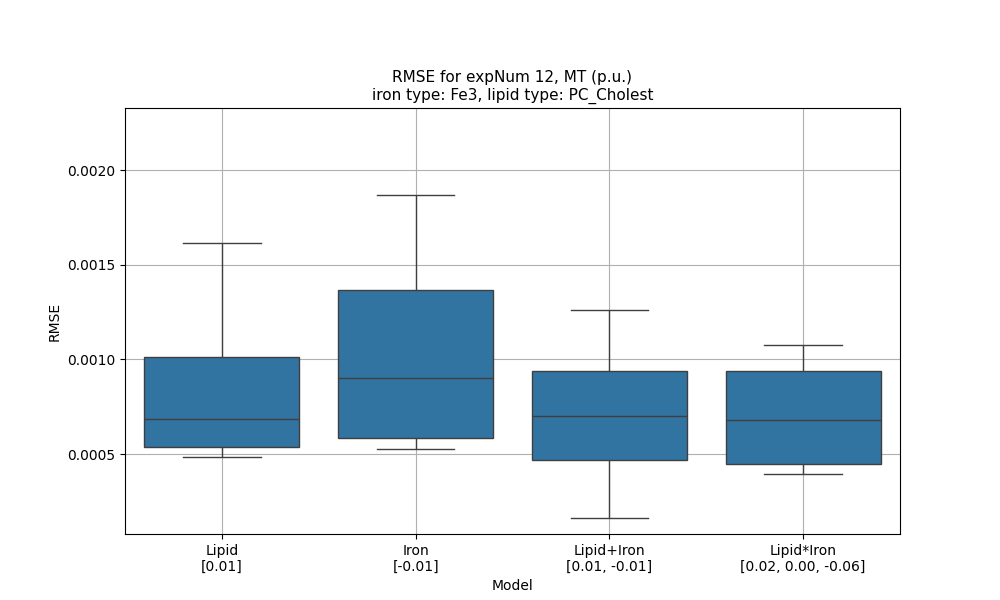 RMSE for expNum 12, MT (p.u.)
iron type: Fe3, lipid type: PC_Cholest
0.0020
0.0015
0.0010
0.0005
RMSE
Lipid
[0.01]
Iron
[-0.01]
Lipid+Iron
[0.01, -0.01]
Lipid*Iron
[0.02, 0.00, -0.06]
Model